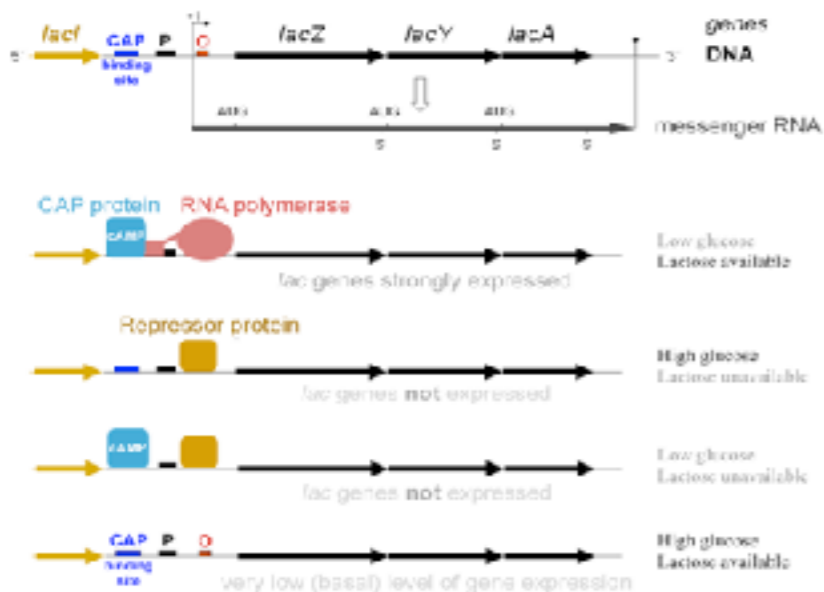 +1
lacI CAP P O lacZ lacY lacA genes
5' 3' DNA
binding
site
AUG AUG AUG
messenger RNA
S S S
CAP protein RNA polymerase
cAMP
Low glucose
Lactose available
lac genes strongly expressed
Repressor protein
High glucose
Lactose unavailable
lac genes not expressed
cAMP
Low glucose
Lactose unavailable
lac genes not expressed
CAP P O
High glucose
Lactose available
binding
site
very low (basal) level of gene expression